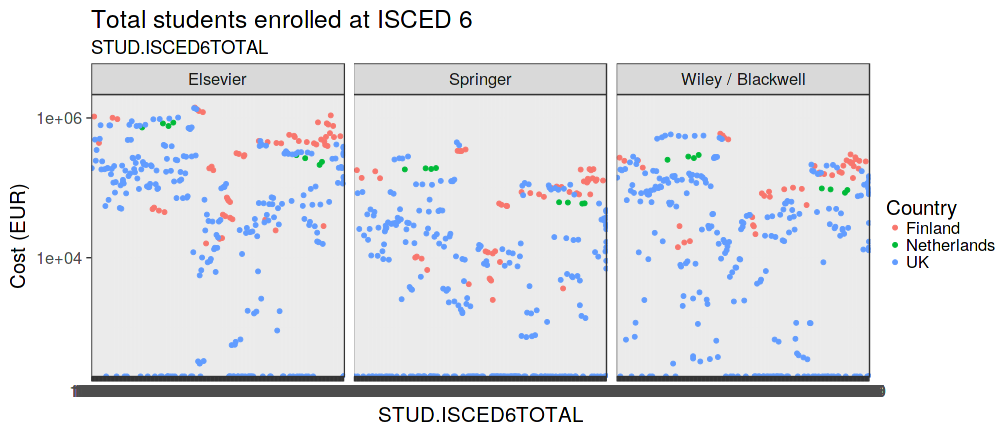 Total students enrolled at ISCED 6
STUD.ISCED6TOTAL
Elsevier Springer Wiley / Blackwell
1e+06
1e+04
Cost (EUR)
STUD.ISCED6TOTAL
Country
Finland
Netherlands
UK